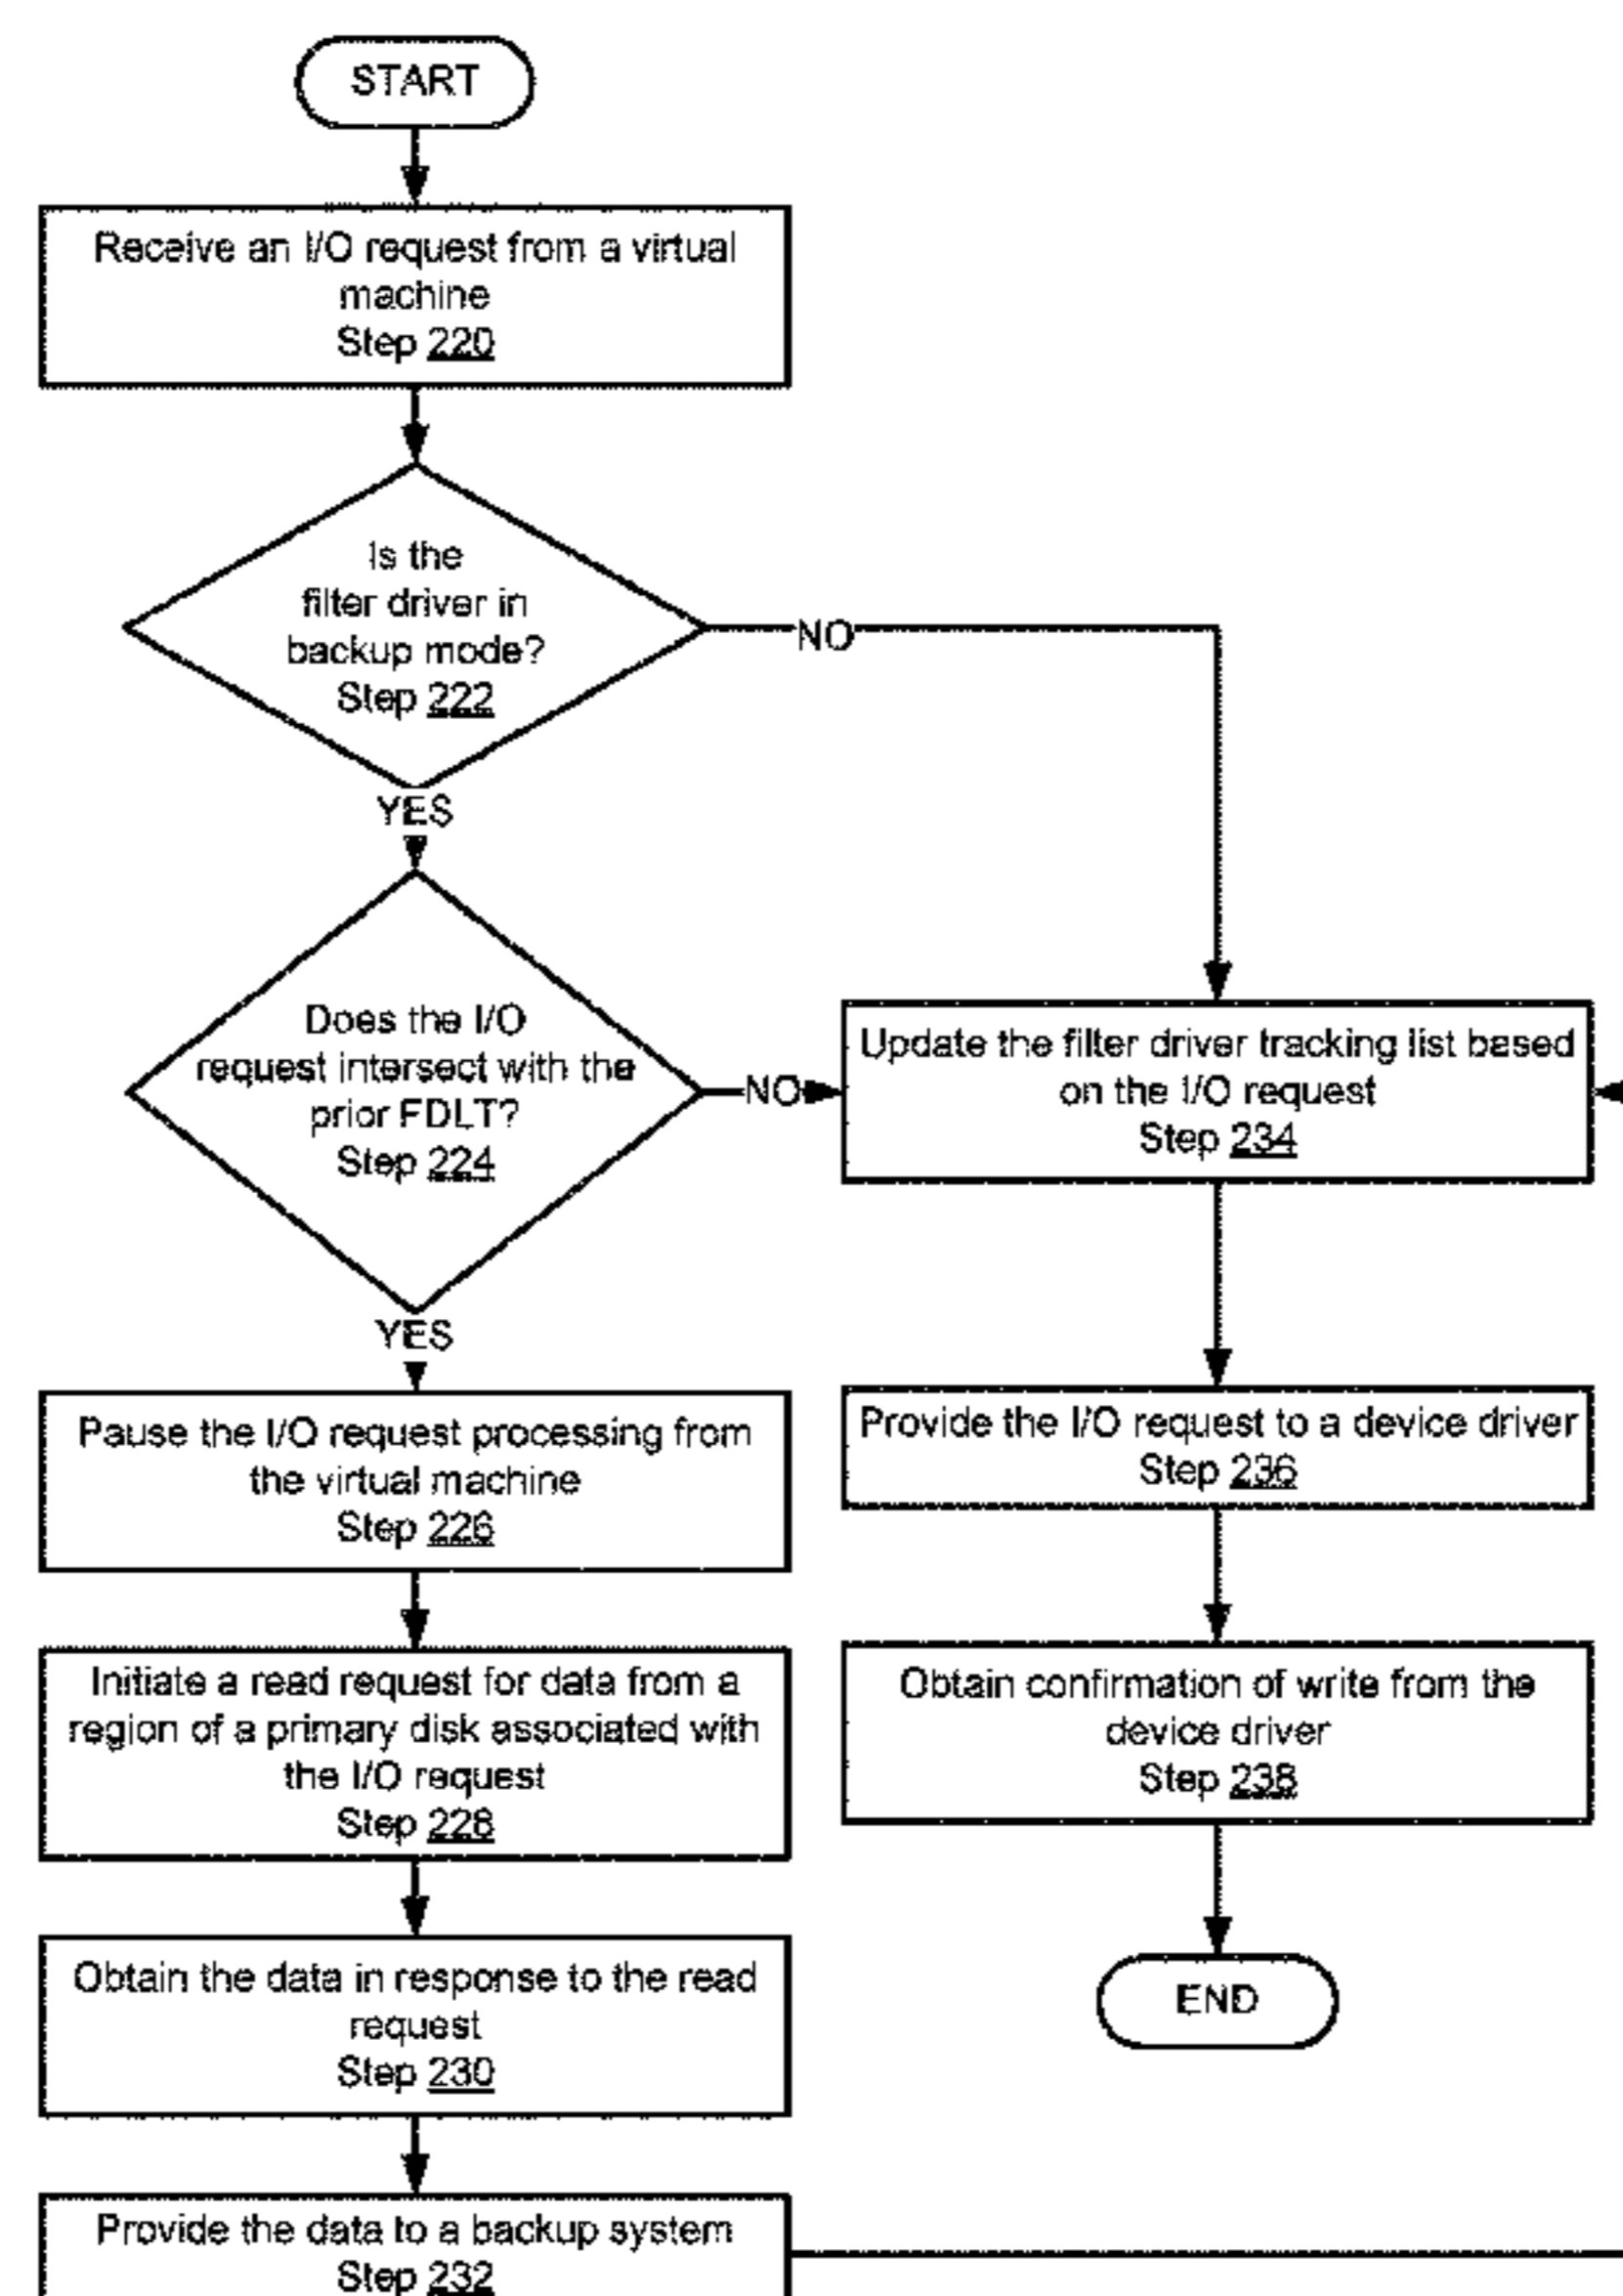 START
Receive an I/O request from a virtual
machine
Step 220
Is the
filter driver in
backup mode?
Step 222
NO
YES
Does the I/O
request intersect with the
prior FDLT?
Step 224
NO
YES
Pause the I/O request processing from
the virtual machine
Step 226
Initiate a read request for data from a
region of a primary disk associated with
the I/O request
Step 228
Obtain the data in response to the read
request
Step 230
Provide the data to a backup system
Step 232
Update the filter driver tracking list based
on the I/O request
Step 234
Provide the I/O request to a device driver
Step 236
Obtain confirmation of write from the
device driver
Step 238
END